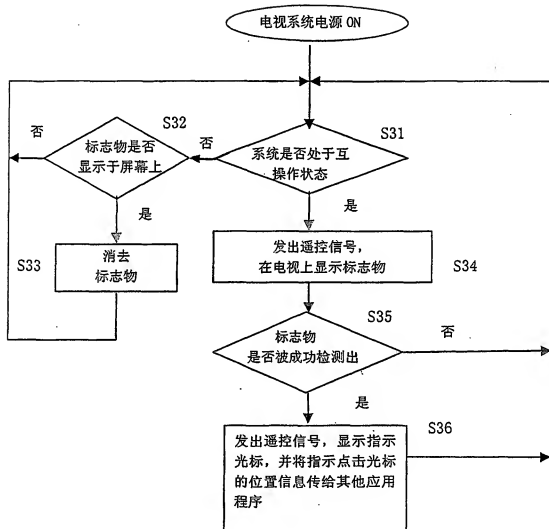 电视系统电源 ON
S32
否
标志物是否
显示于屏幕上
否
S31
系统是否处于互
操作状态
是
是
S33
消去
标志物
发出遥控信号，
在电视上显示标志物
S34
S35
标志物
是否被成功检测出
否
是
发出遥控信号，显示指示
光标，并将指示点击光标
的位置信息传给其他应用
程序
S36